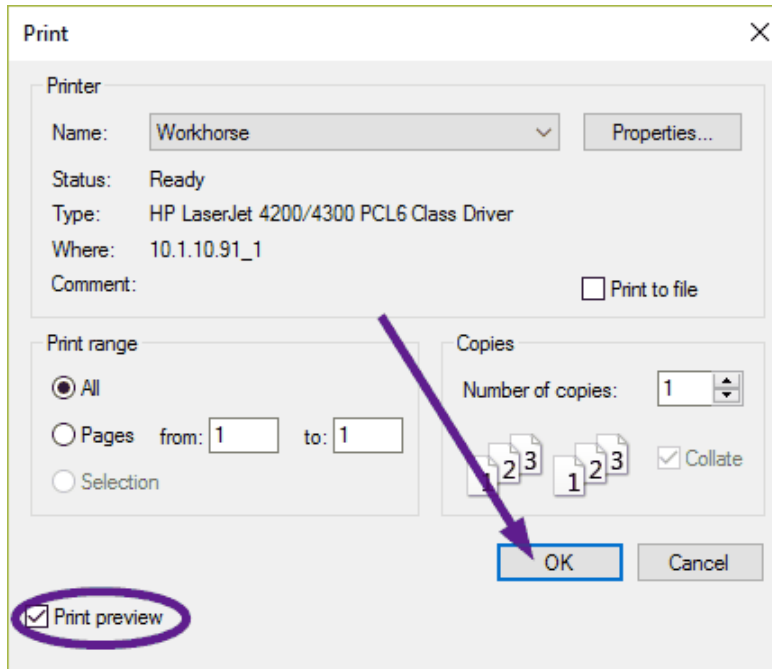 Print
Printer
Name: Workhorse Properties...
Status: Ready
Type: HP LaserJet 4200/4300 PCL6 Class Driver
Where: 10.1.10.91_1
Comment: Print to file
Print range
All
Pages from: 1 to: 1
Selection
Copies
Number of copies: 1
1 2 3 1 2 3 Collate
OK Cancel
Print preview